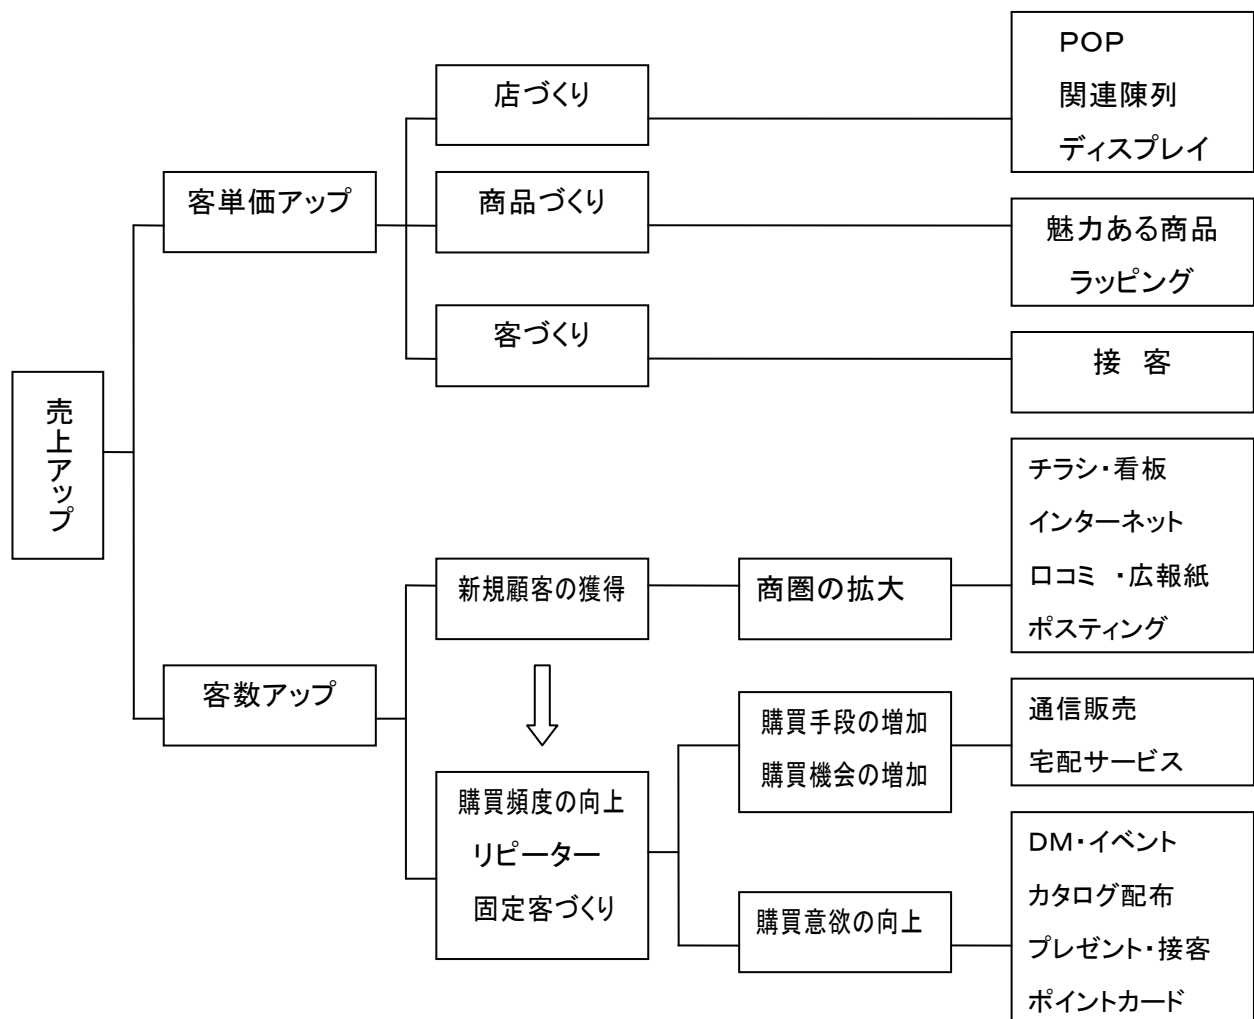 売上アップ
客単価アップ
店づくり
POP
関連陳列
ディスプレイ
商品づくり
魅力ある商品
ラッピング
客づくり
接 客
客数アップ
新規顧客の獲得
商圏の拡大
チラシ・看板
インターネット
口コミ ・広報紙
ポスティング
購買頻度の向上
リピーター
固定客づくり
購買手段の増加
購買機会の増加
通信販売
宅配サービス
購買意欲の向上
DM・イベント
カタログ配布
プレゼント・接客
ポイントカード